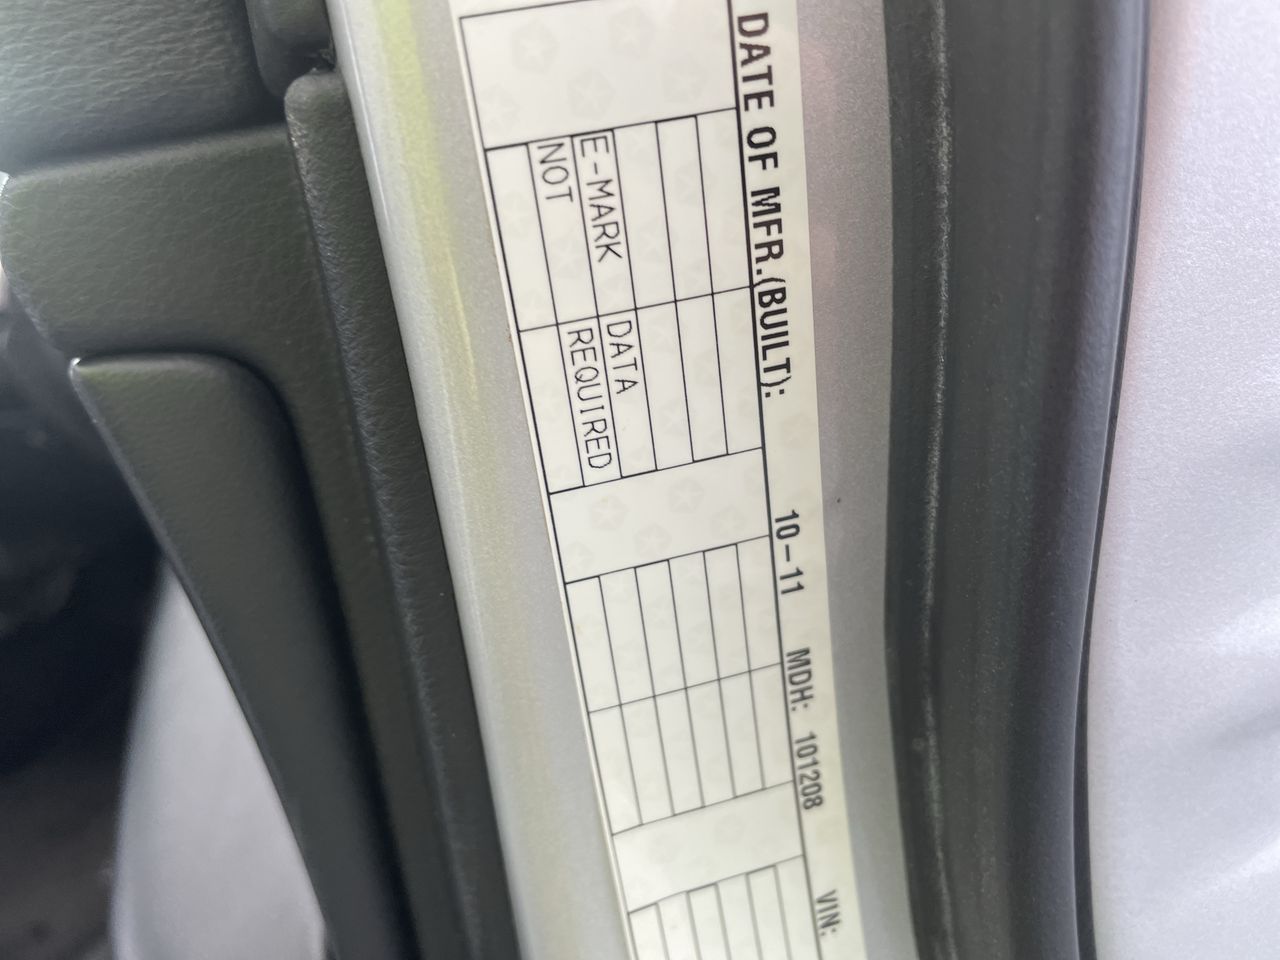 DATE OF MFR.(BUILT): 10-11 MDH: 101208 VIN:
E-MARK DATA
NOT REQUIRED